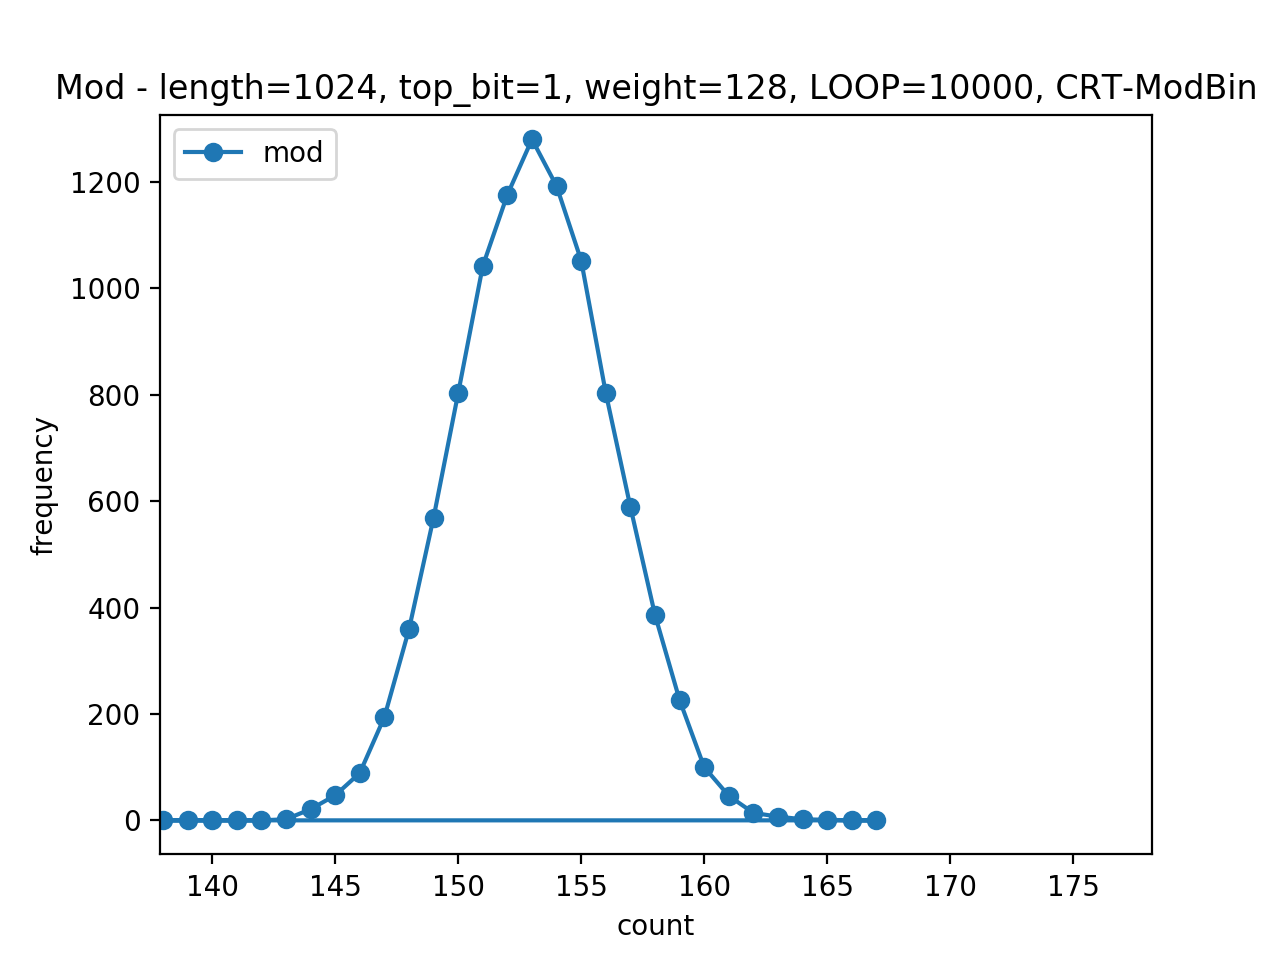 Mod - length=1024, top_bit=1, weight=128, LOOP=10000, CRT-ModBin
mod
1200
1000
800
600
400
200
0
frequency
140 145 150 155 160 165 170 175
count